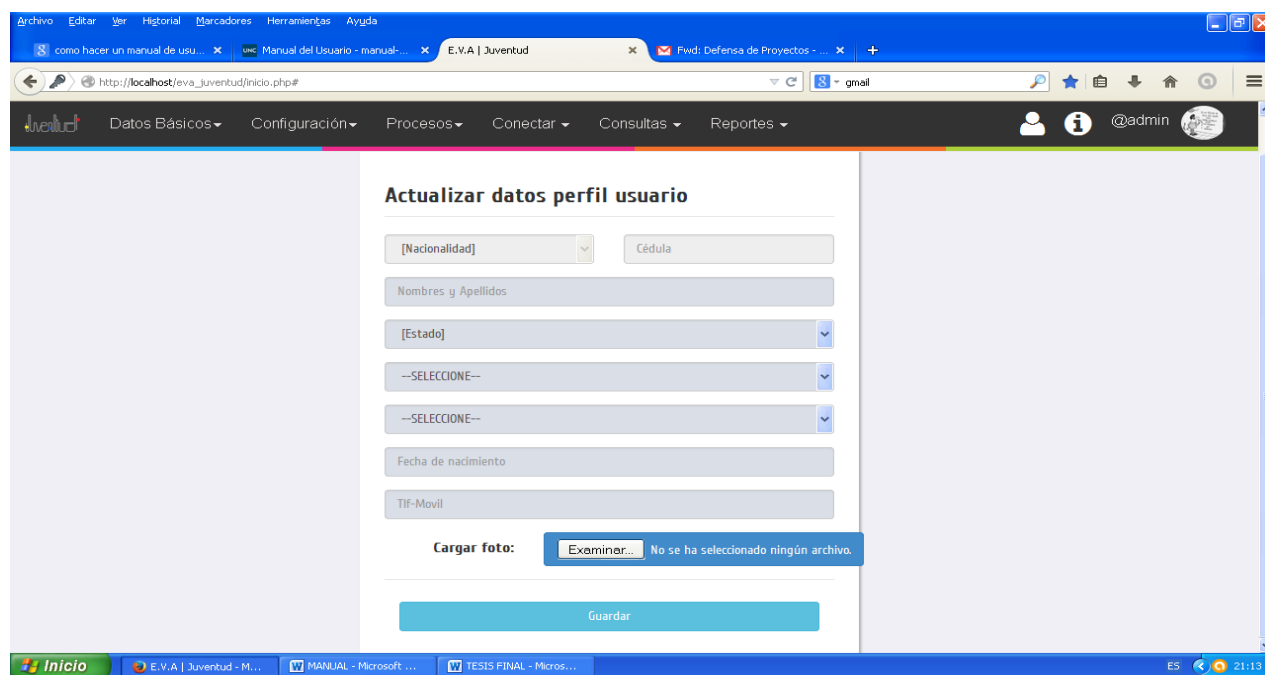 Archivo Editar Ver Historial Marcadores Herramientas Ayuda
como hacer un manual de usu... Manual del Usuario - manual-... E.V.A | Juventud Fwd: Defensa de Proyectos - ...
http://localhost/eva_juventud/inicio.php# gmail
Juventud Datos Básicos Configuración Procesos Conectar Consultas Reportes @admin
Actualizar datos perfil usuario
[Nacionalidad] Cédula
Nombres y Apellidos
[Estado]
--SELECCIONE--
--SELECCIONE--
Fecha de nacimiento
Tlf-Movil
Cargar foto: Examinar... No se ha seleccionado ningún archivo.
Guardar
Inicio E.V.A | Juventud - M... MANUAL - Microsoft ... TESIS FINAL - Micros... ES 21:13